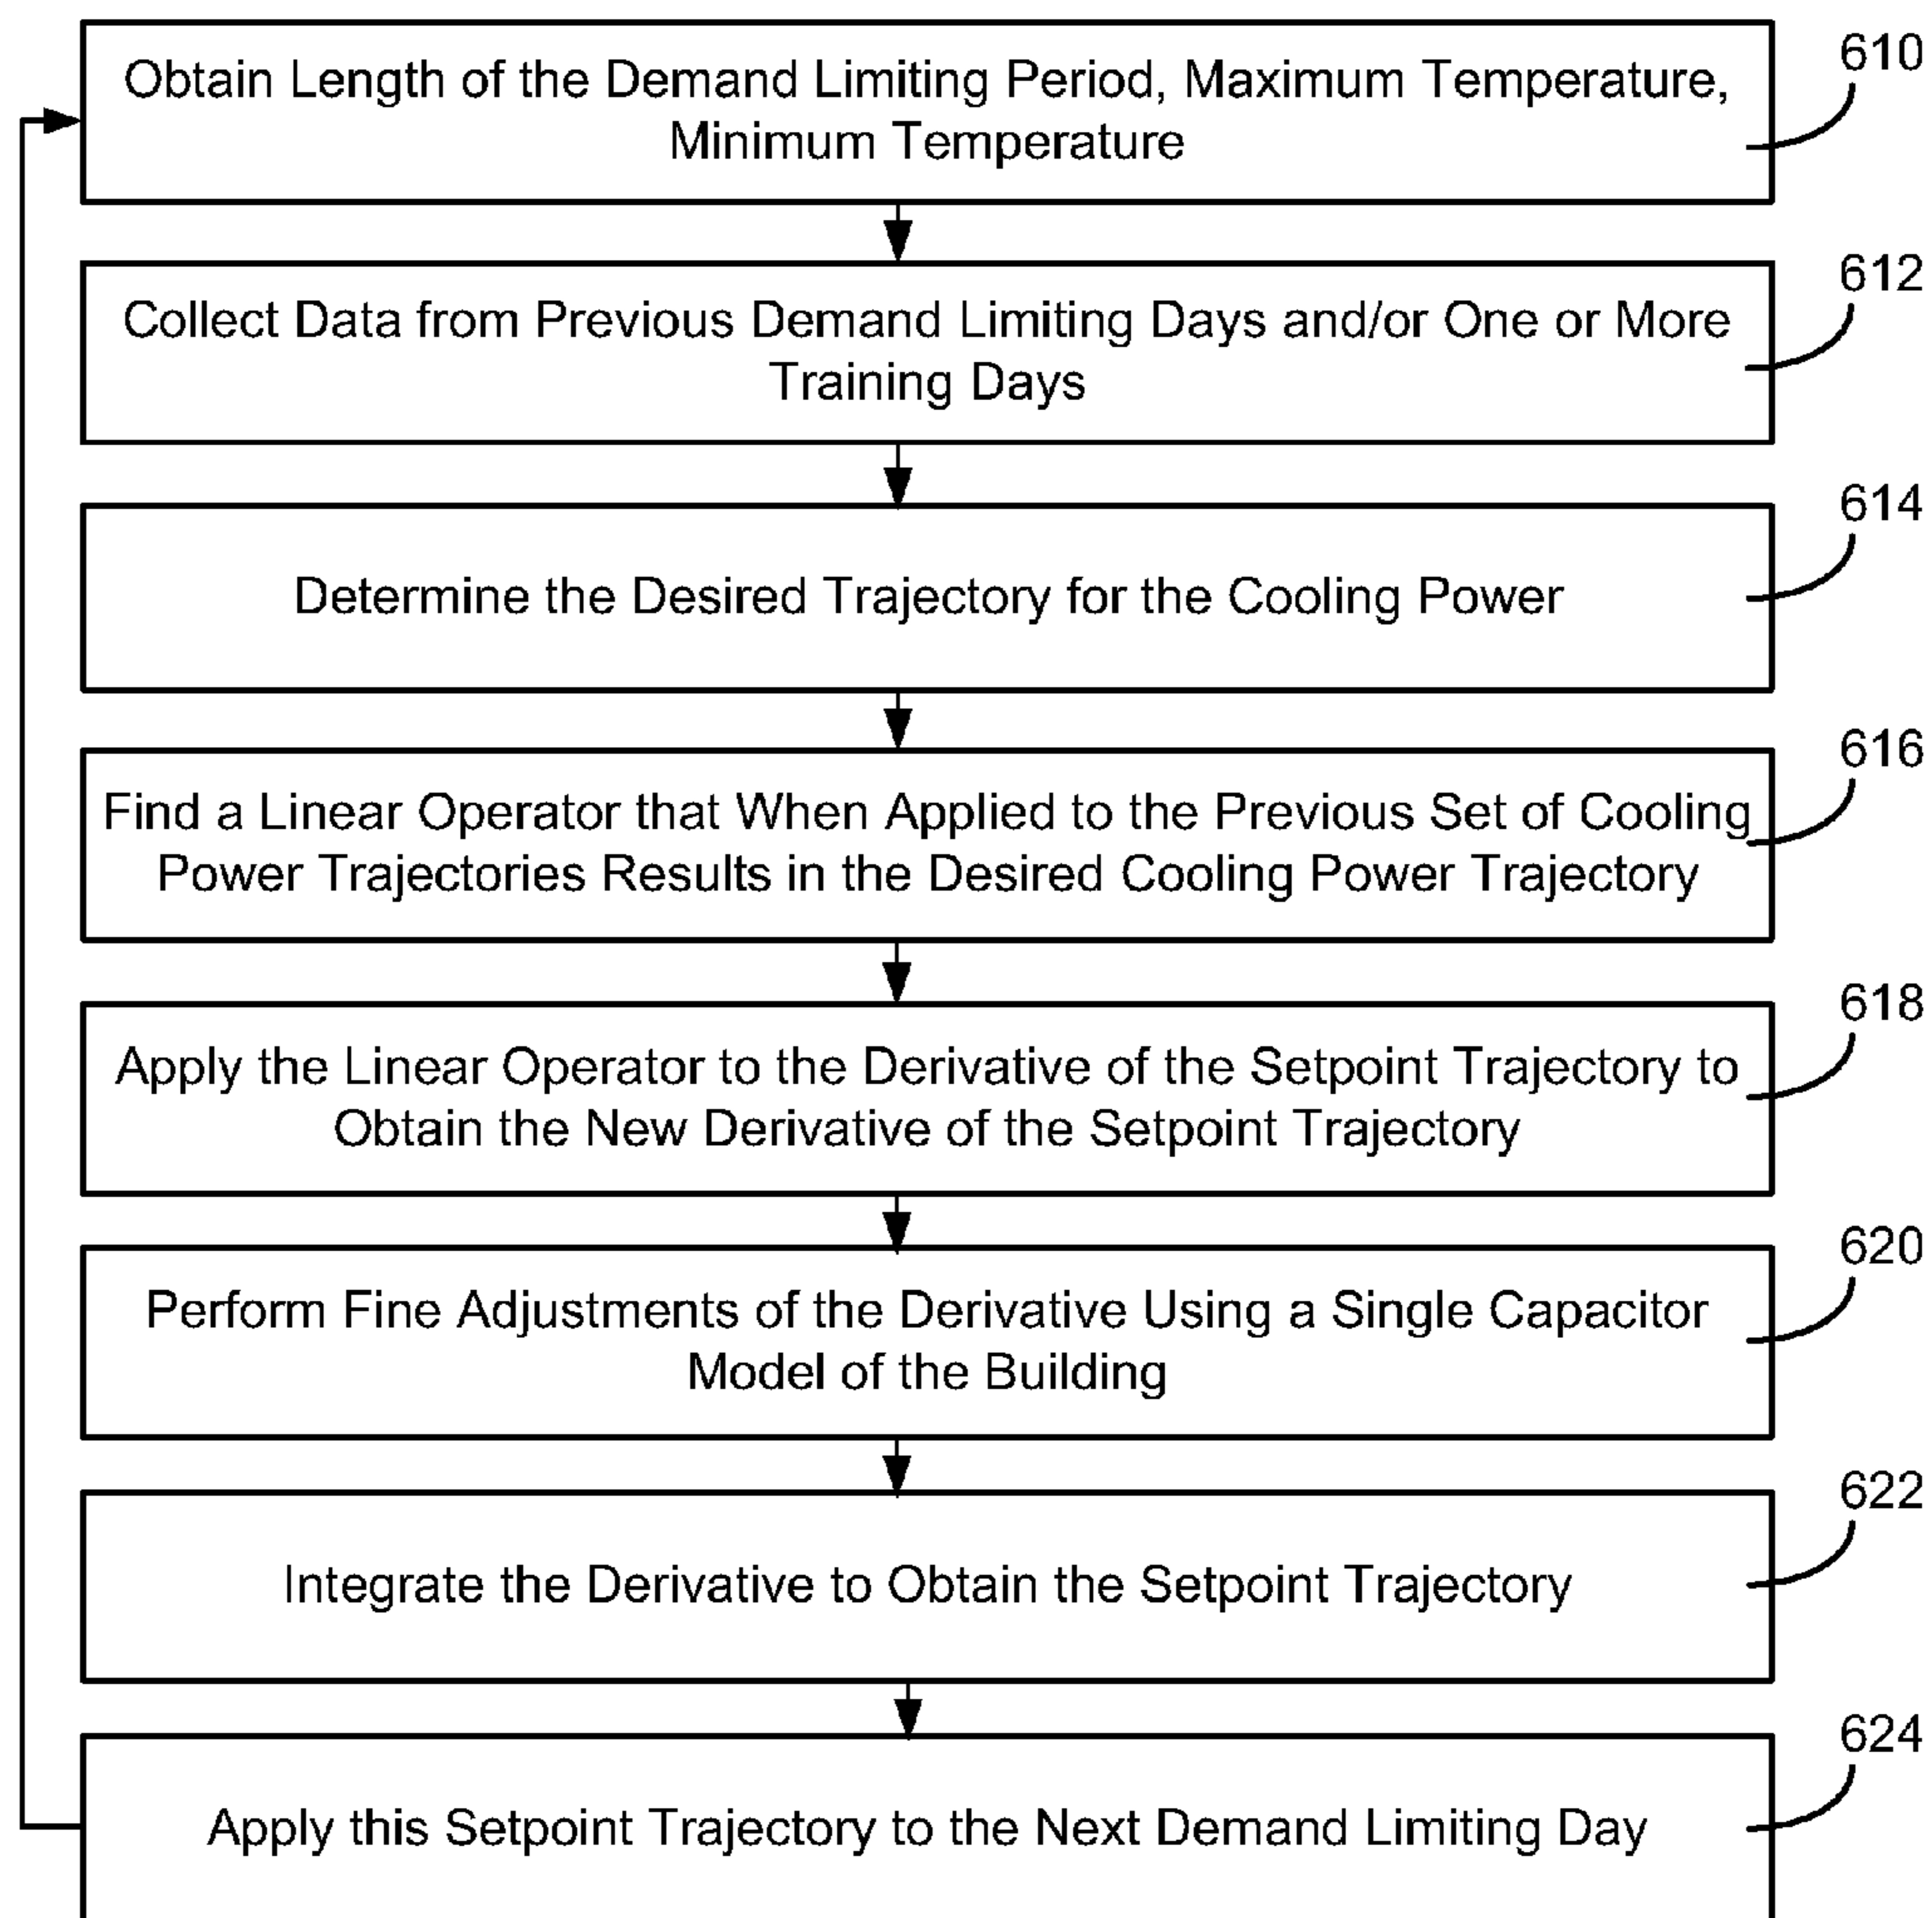 Obtain Length of the Demand Limiting Period, Maximum Temperature,
Minimum Temperature
610
Collect Data from Previous Demand Limiting Days and/or One or More
Training Days
612
Determine the Desired Trajectory for the Cooling Power
614
Find a Linear Operator that When Applied to the Previous Set of Cooling
Power Trajectories Results in the Desired Cooling Power Trajectory
616
Apply the Linear Operator to the Derivative of the Setpoint Trajectory to
Obtain the New Derivative of the Setpoint Trajectory
618
Perform Fine Adjustments of the Derivative Using a Single Capacitor
Model of the Building
620
Integrate the Derivative to Obtain the Setpoint Trajectory
622
Apply this Setpoint Trajectory to the Next Demand Limiting Day
624